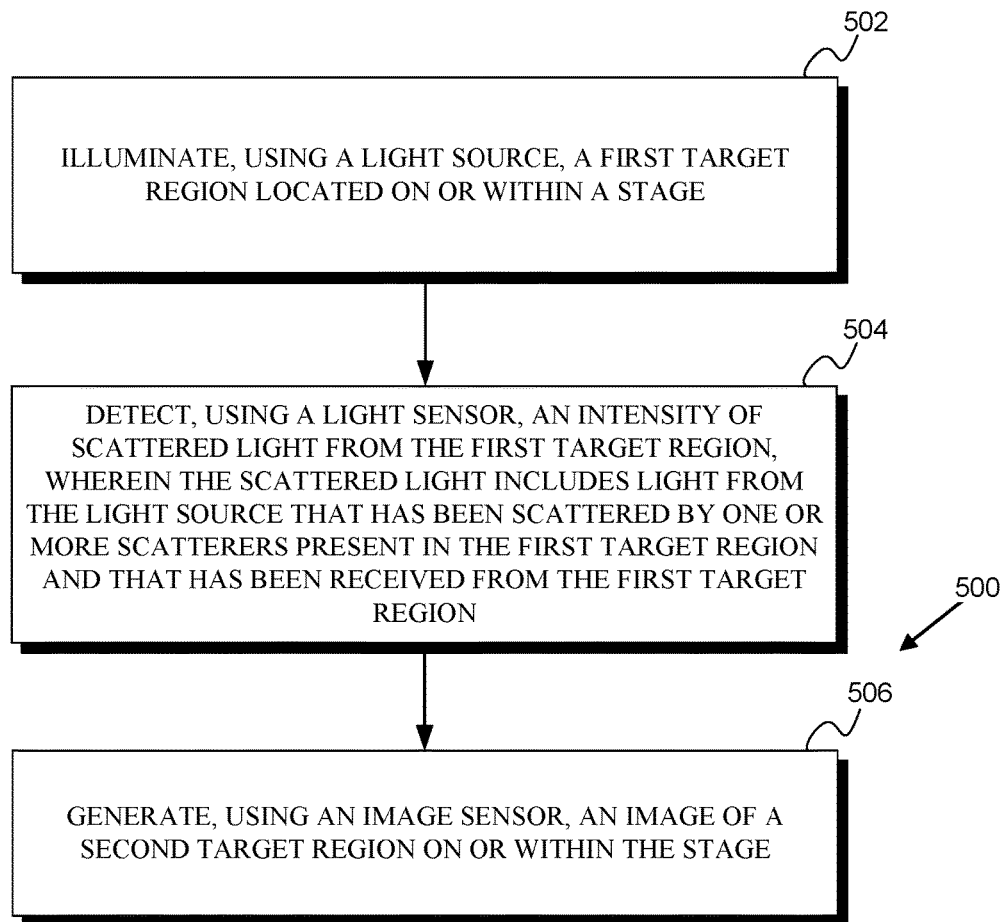 502
ILLUMINATE, USING A LIGHT SOURCE, A FIRST TARGET
REGION LOCATED ON OR WITHIN A STAGE
504
DETECT, USING A LIGHT SENSOR, AN INTENSITY OF
SCATTERED LIGHT FROM THE FIRST TARGET REGION,
WHEREIN THE SCATTERED LIGHT INCLUDES LIGHT FROM
THE LIGHT SOURCE THAT HAS BEEN SCATTERED BY ONE OR
MORE SCATTERERS PRESENT IN THE FIRST TARGET REGION
AND THAT HAS BEEN RECEIVED FROM THE FIRST TARGET
REGION
500
506
GENERATE, USING AN IMAGE SENSOR, AN IMAGE OF A
SECOND TARGET REGION ON OR WITHIN THE STAGE